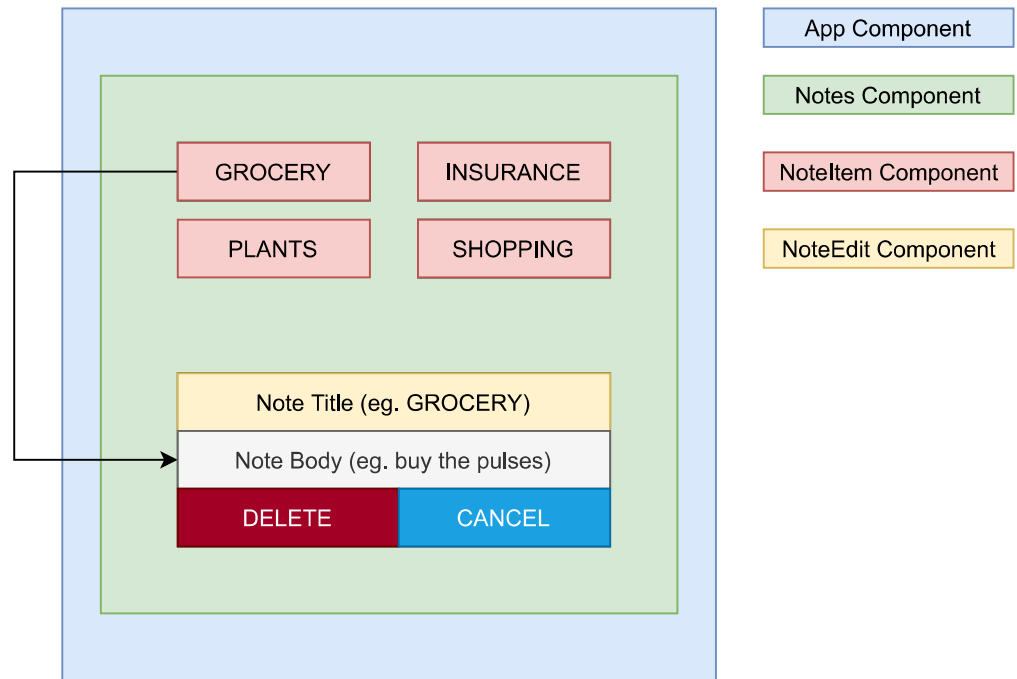 App Component
Notes Component
GROCERY
INSURANCE
NoteItem Component
PLANTS
SHOPPING
NoteEdit Component
Note Title (eg. GROCERY)
Note Body (eg. buy the pulses)
DELETE
CANCEL